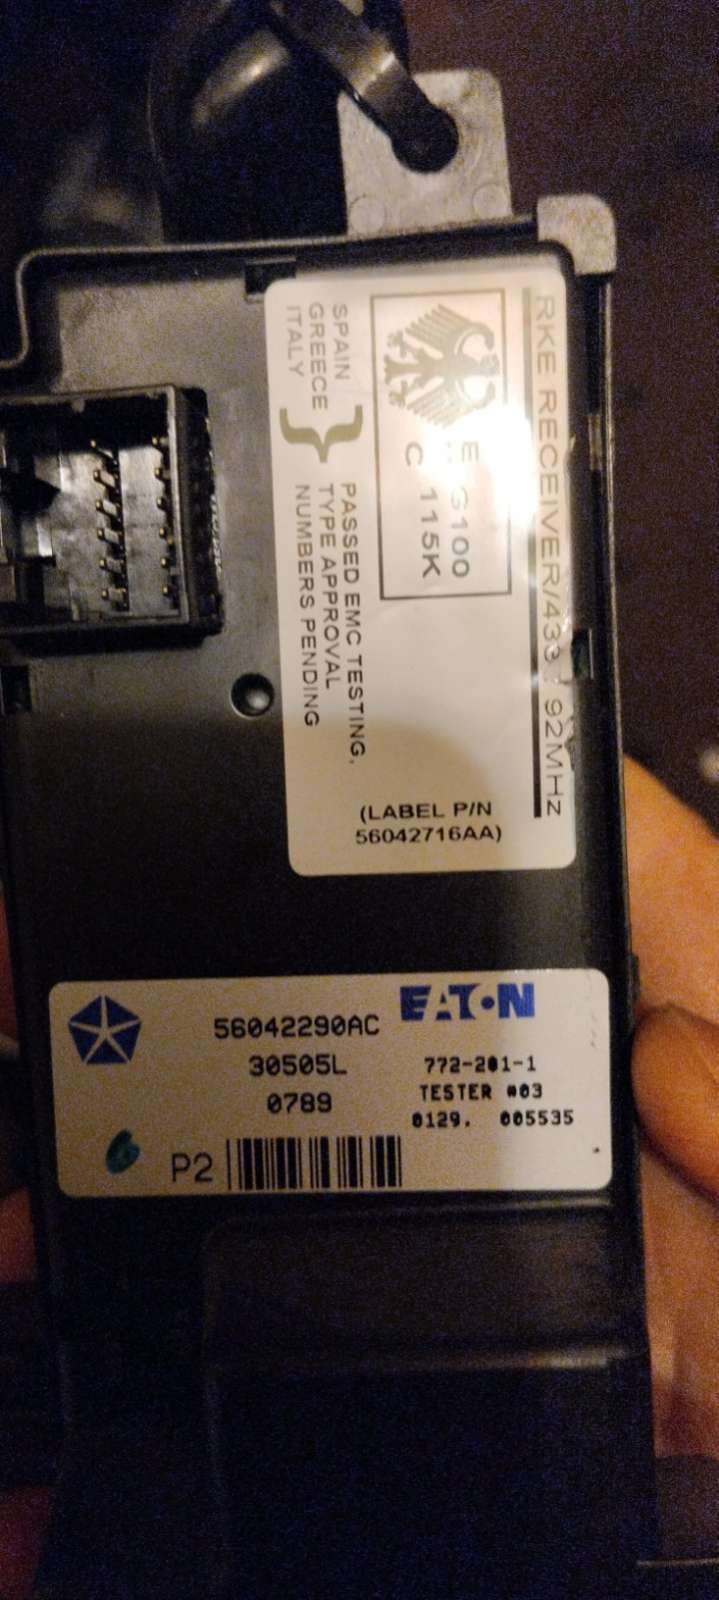 RKE RECEIVER/433.92MHz
G100
115K
SPAIN
GREECE
ITALY
PASSED EMC TESTING,
TYPE APPROVAL
NUMBERS PENDING
(LABEL P/N
56042716AA)
56042290AC
30505L
0789
P2
EATON
772-201-1
TESTER #03
0129. 005535